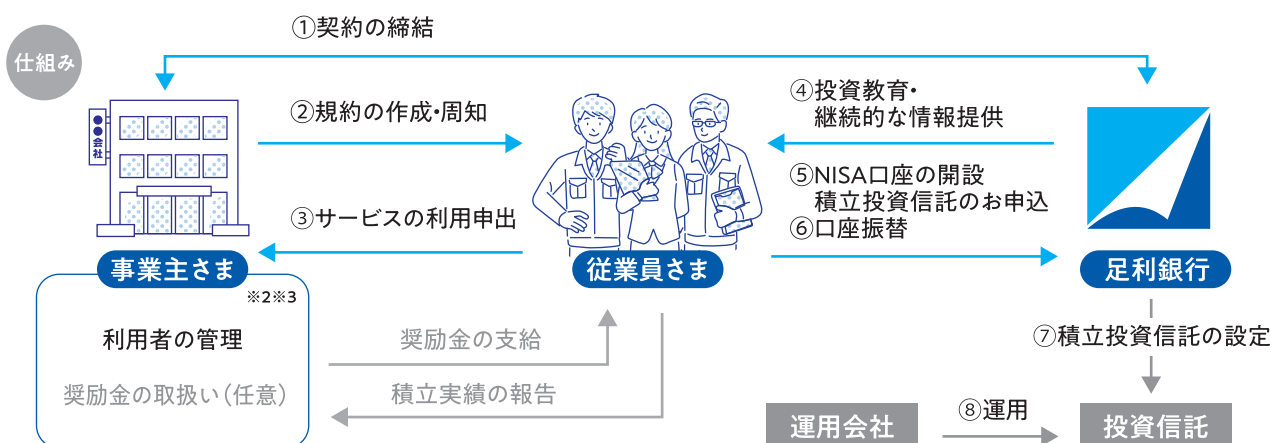 ①契約の締結
仕組み
●●会社
②規約の作成・周知
③サービスの利用申出
④投資教育・
継続的な情報提供
⑤NISA口座の開設
積立投資信託のお申込
⑥口座振替
事業主さま
従業員さま
足利銀行
※2※3
利用者の管理
奨励金の取扱い(任意)
奨励金の支給
積立実績の報告
⑦積立投資信託の設定
運用会社
⑧運用
投資信託